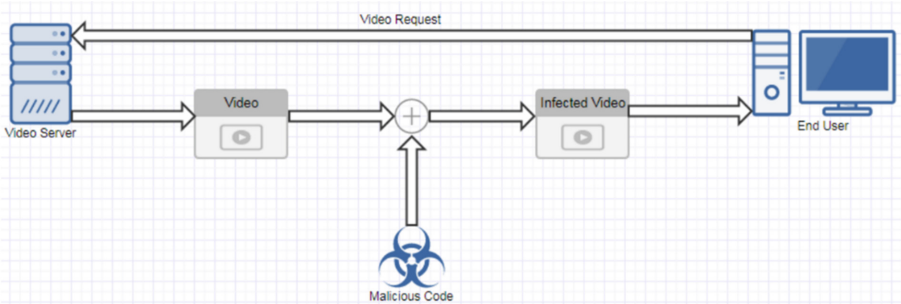 Video Request
Video
Infected Video
Video Server
End User
Malicious Code